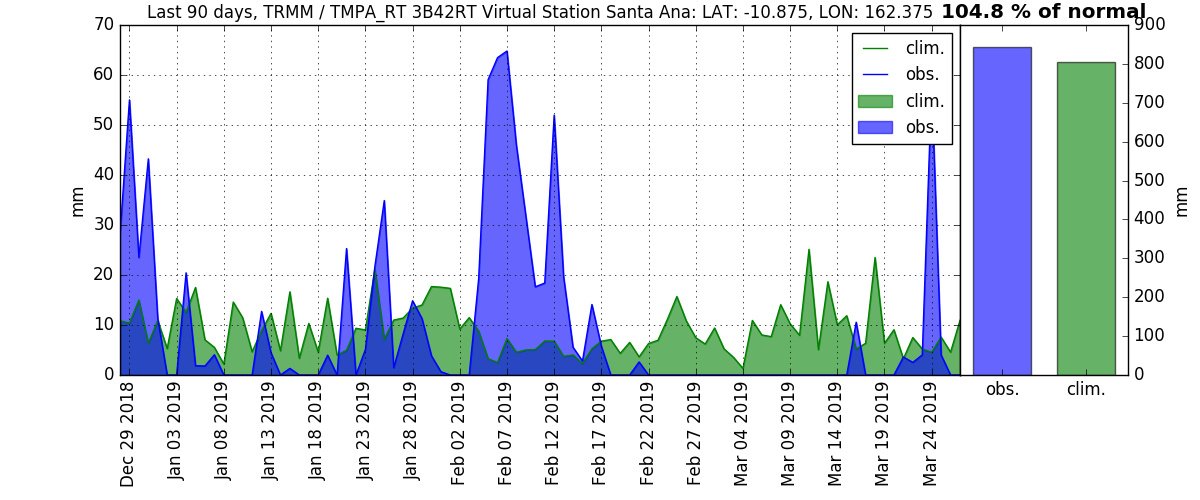 Last 90 days, TRMM / TMPA_RT 3B42RT Virtual Station Santa Ana: LAT: -10.875, LON: 162.375 104.8 % of normal
70
60
50
40
30
20
10
0
mm
clim.
obs.
clim.
obs.
900
800
700
600
500
400
300
200
100
0
mm
obs. clim.
Dec 29 2018
Jan 03 2019
Jan 08 2019
Jan 13 2019
Jan 18 2019
Jan 23 2019
Jan 28 2019
Feb 02 2019
Feb 07 2019
Feb 12 2019
Feb 17 2019
Feb 22 2019
Feb 27 2019
Mar 04 2019
Mar 09 2019
Mar 14 2019
Mar 19 2019
Mar 24 2019